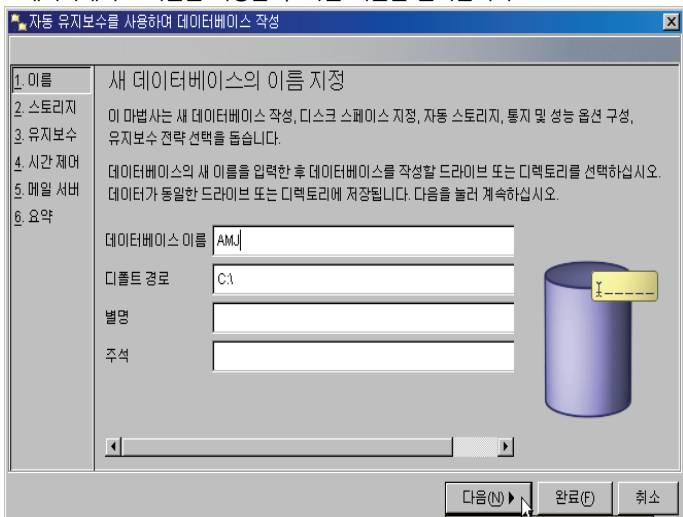 자동 유지보수를 사용하여 데이터베이스 작성
1. 이름
2. 스토리지
3. 유지보수
4. 시간 제어
5. 메일 서버
6. 요약
새 데이터베이스의 이름 지정
이 마법사는 새 데이터베이스 작성, 디스크 스페이스 지정, 자동 스토리지, 통지 및 성능 옵션 구성,
유지보수 전략 선택을 돕습니다.
데이터베이스의 새 이름을 입력한 후 데이터베이스를 작성할 드라이브 또는 디렉토리를 선택하십시오.
데이터가 동일한 드라이브 또는 디렉토리에 저장됩니다. 다음을 눌러 계속하십시오.
데이터베이스 이름 AMJ
디폴트 경로 C:\
별명
주석
다음(N)
완료(F)
취소